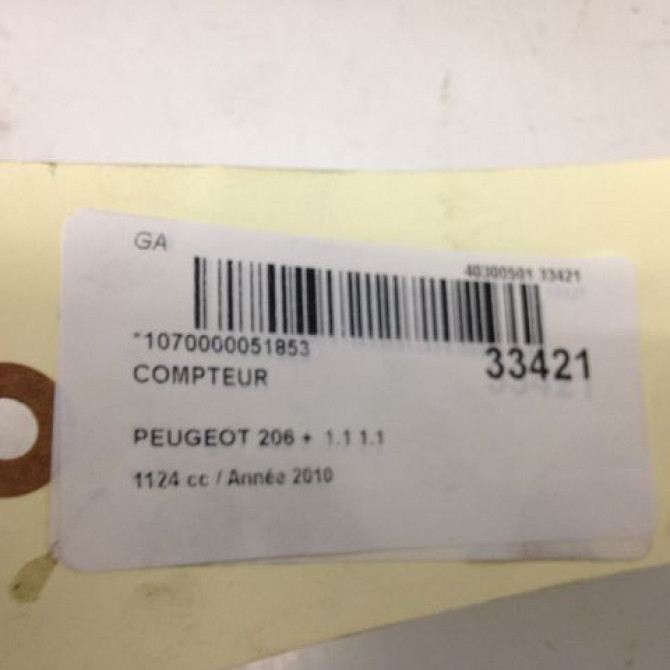 GA
40300501 33421
-1070000051853
33421
COMPTEUR
PEUGEOT 206 + 1.1 1.1
1124 cc / Année 2010